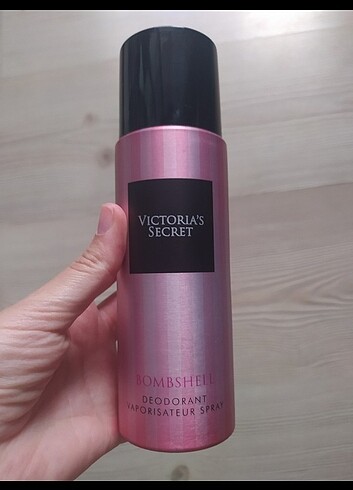 VICTORIA'S
SECRET
BOMBSHELL
DEODORANT
VAPORISATEUR SPRAY